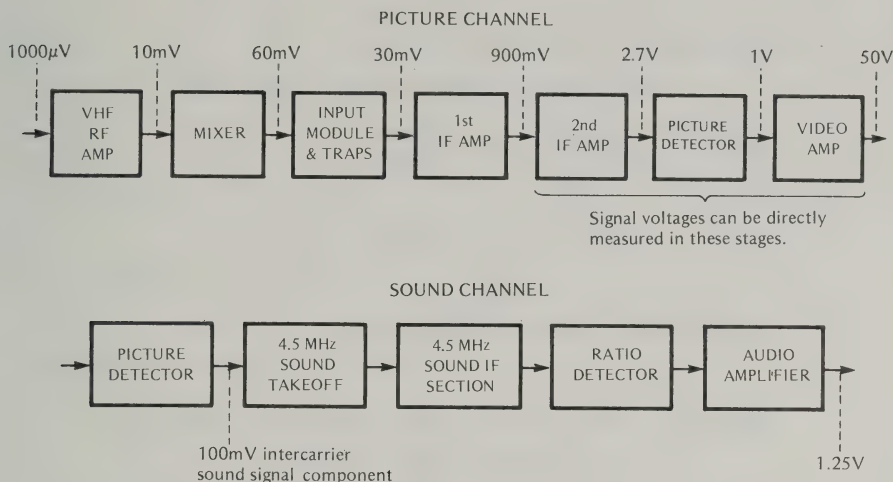 PICTURE CHANNEL
1000μV
10mV
60mV
30mV
900mV
2.7V
1V
50V
VHF
RF
AMP
MIXER
INPUT
MODULE
& TRAPS
1st
IF AMP
2nd
IF AMP
PICTURE
DETECTOR
VIDEO
AMP
Signal voltages can be directly
measured in these stages.
SOUND CHANNEL
PICTURE
DETECTOR
4.5 MHz
SOUND
TAKEOFF
4.5 MHz
SOUND IF
SECTION
RATIO
DETECTOR
AUDIO
AMPLIFIER
100mV intercarrier
sound signal component
1.25V